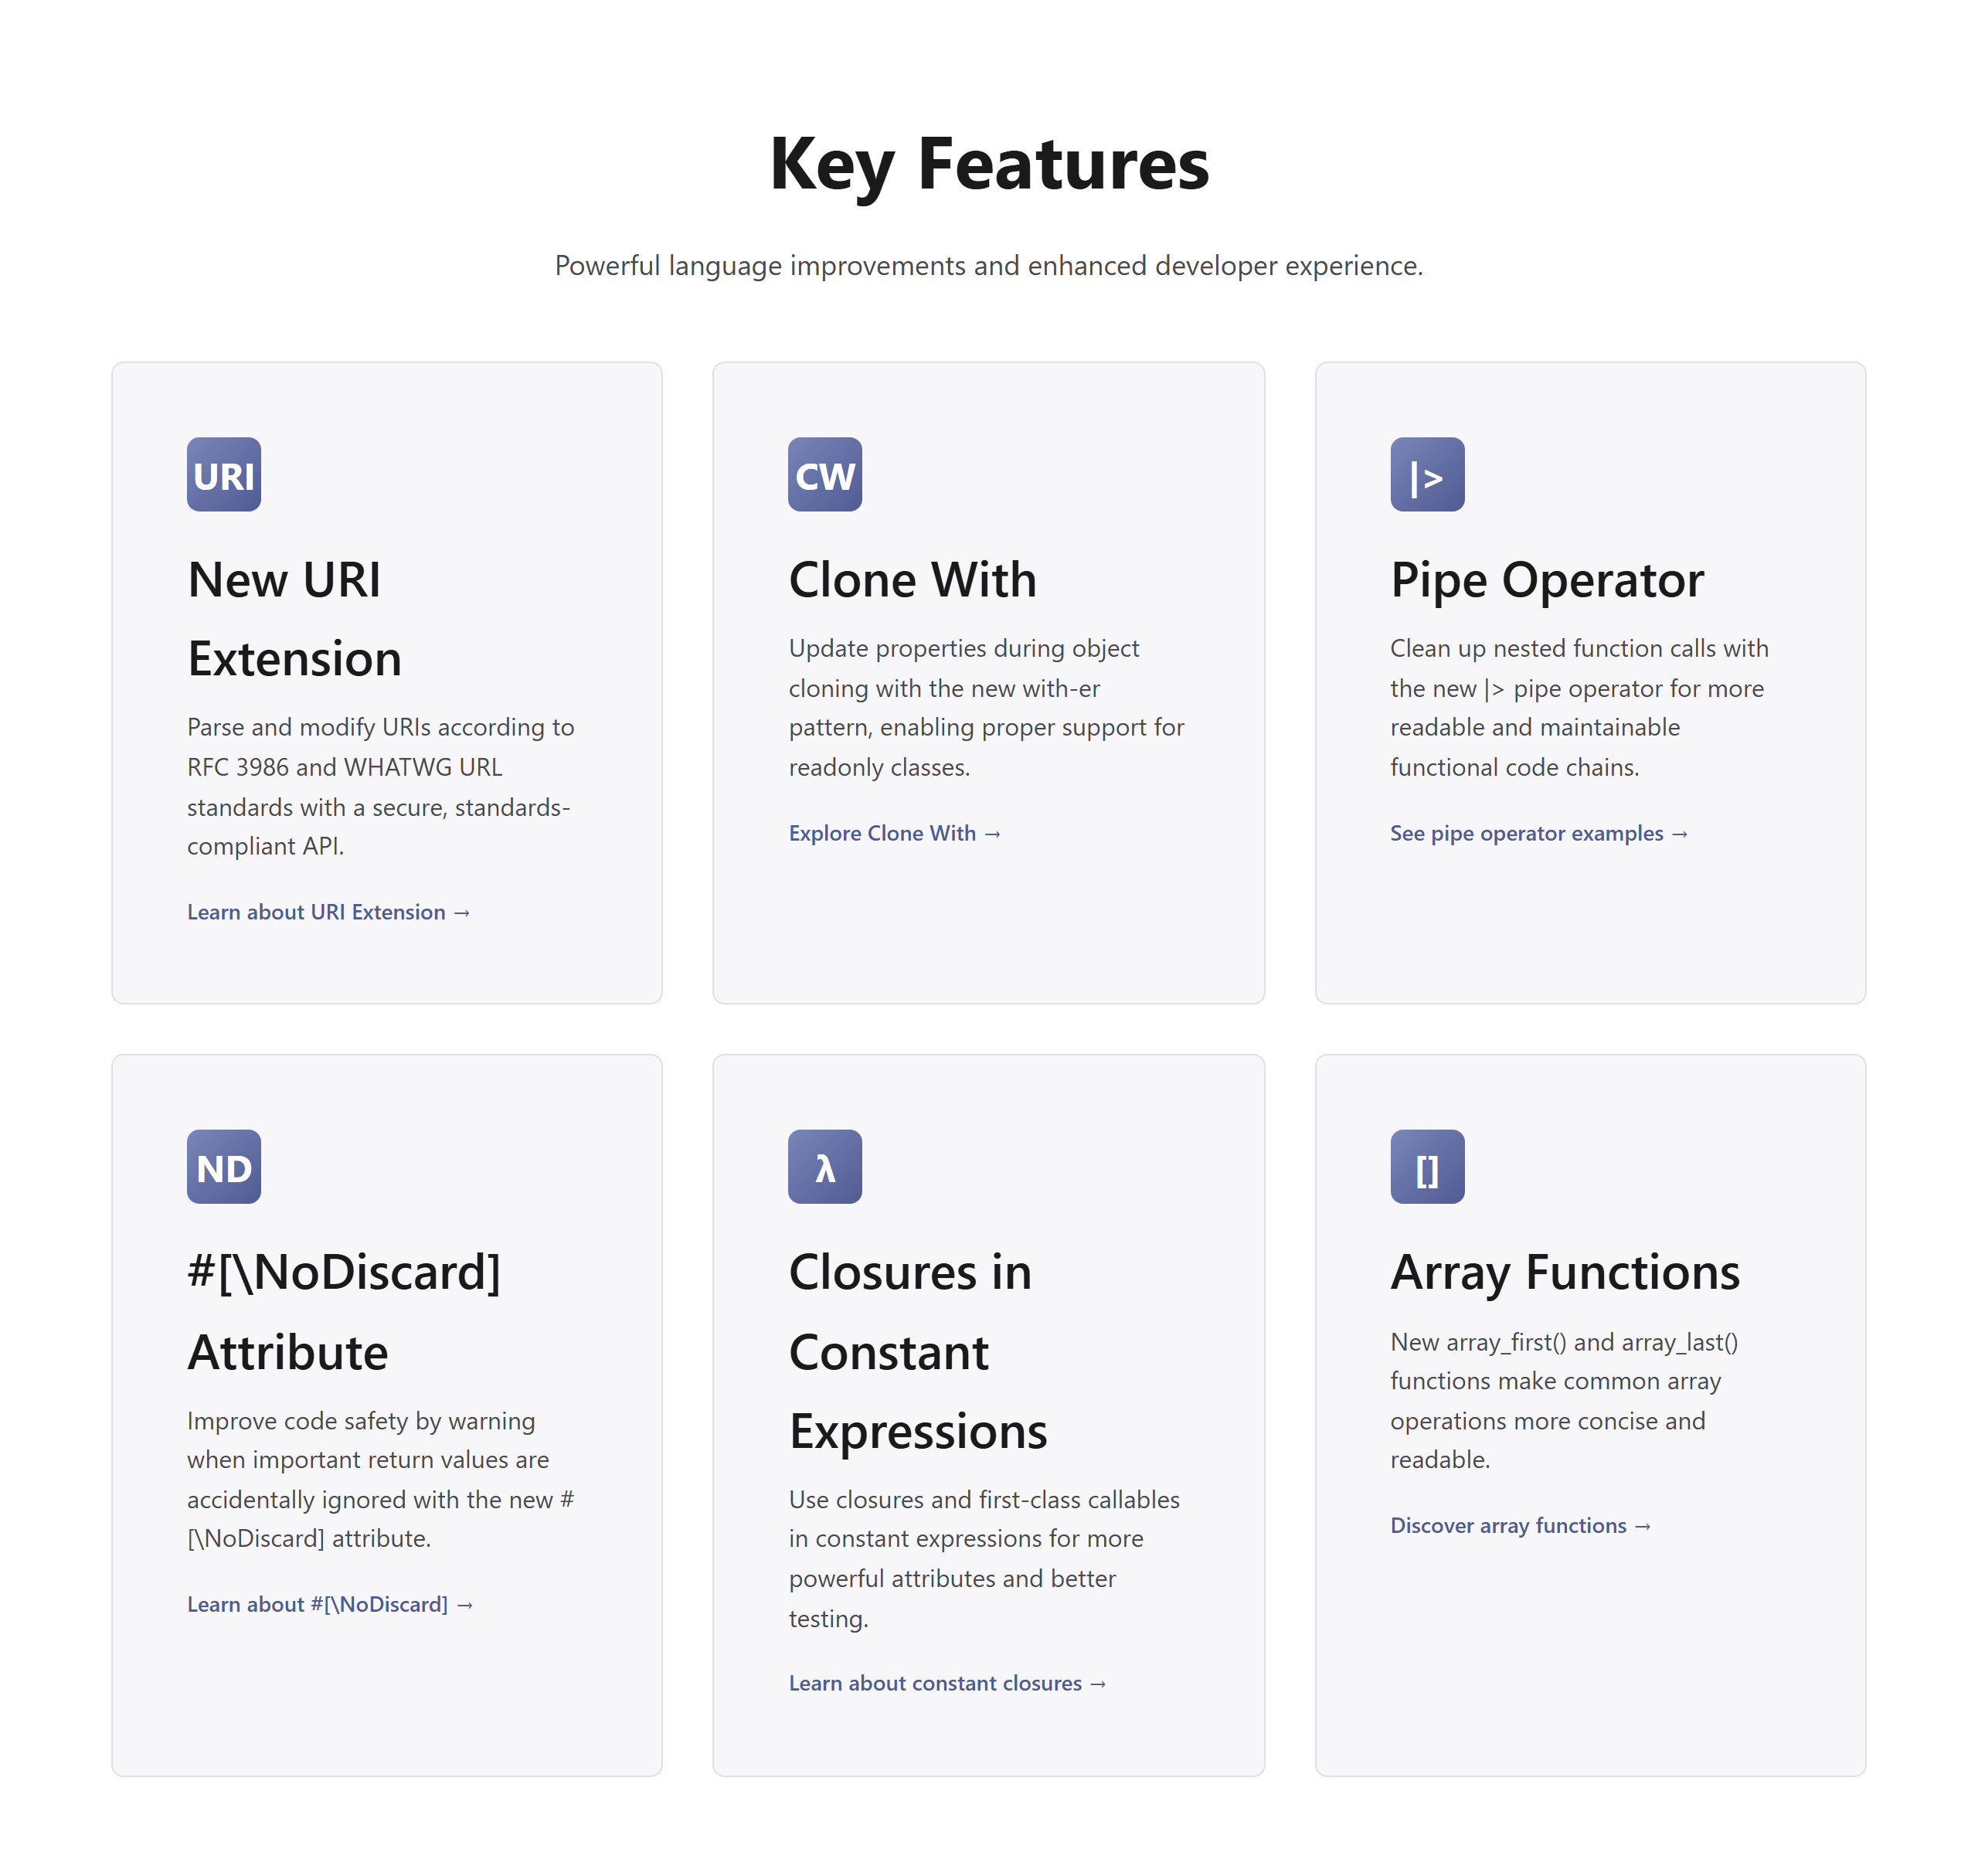 Key Features
Powerful language improvements and enhanced developer experience.
URI
New URI
Extension
Parse and modify URIs according to
RFC 3986 and WHATWG URL
standards with a secure, standards-
compliant API.
Learn about URI Extension →
CW
Clone With
Update properties during object
cloning with the new with-er
pattern, enabling proper support for
readonly classes.
Explore Clone With →
|>
Pipe Operator
Clean up nested function calls with
the new |> pipe operator for more
readable and maintainable
functional code chains.
See pipe operator examples →
ND
#[\NoDiscard]
Attribute
Improve code safety by warning
when important return values are
accidentally ignored with the new #
[\NoDiscard] attribute.
Learn about #[\NoDiscard] →
λ
Closures in
Constant
Expressions
Use closures and first-class callables
in constant expressions for more
powerful attributes and better
testing.
Learn about constant closures →
[]
Array Functions
New array_first() and array_last()
functions make common array
operations more concise and
readable.
Discover array functions →